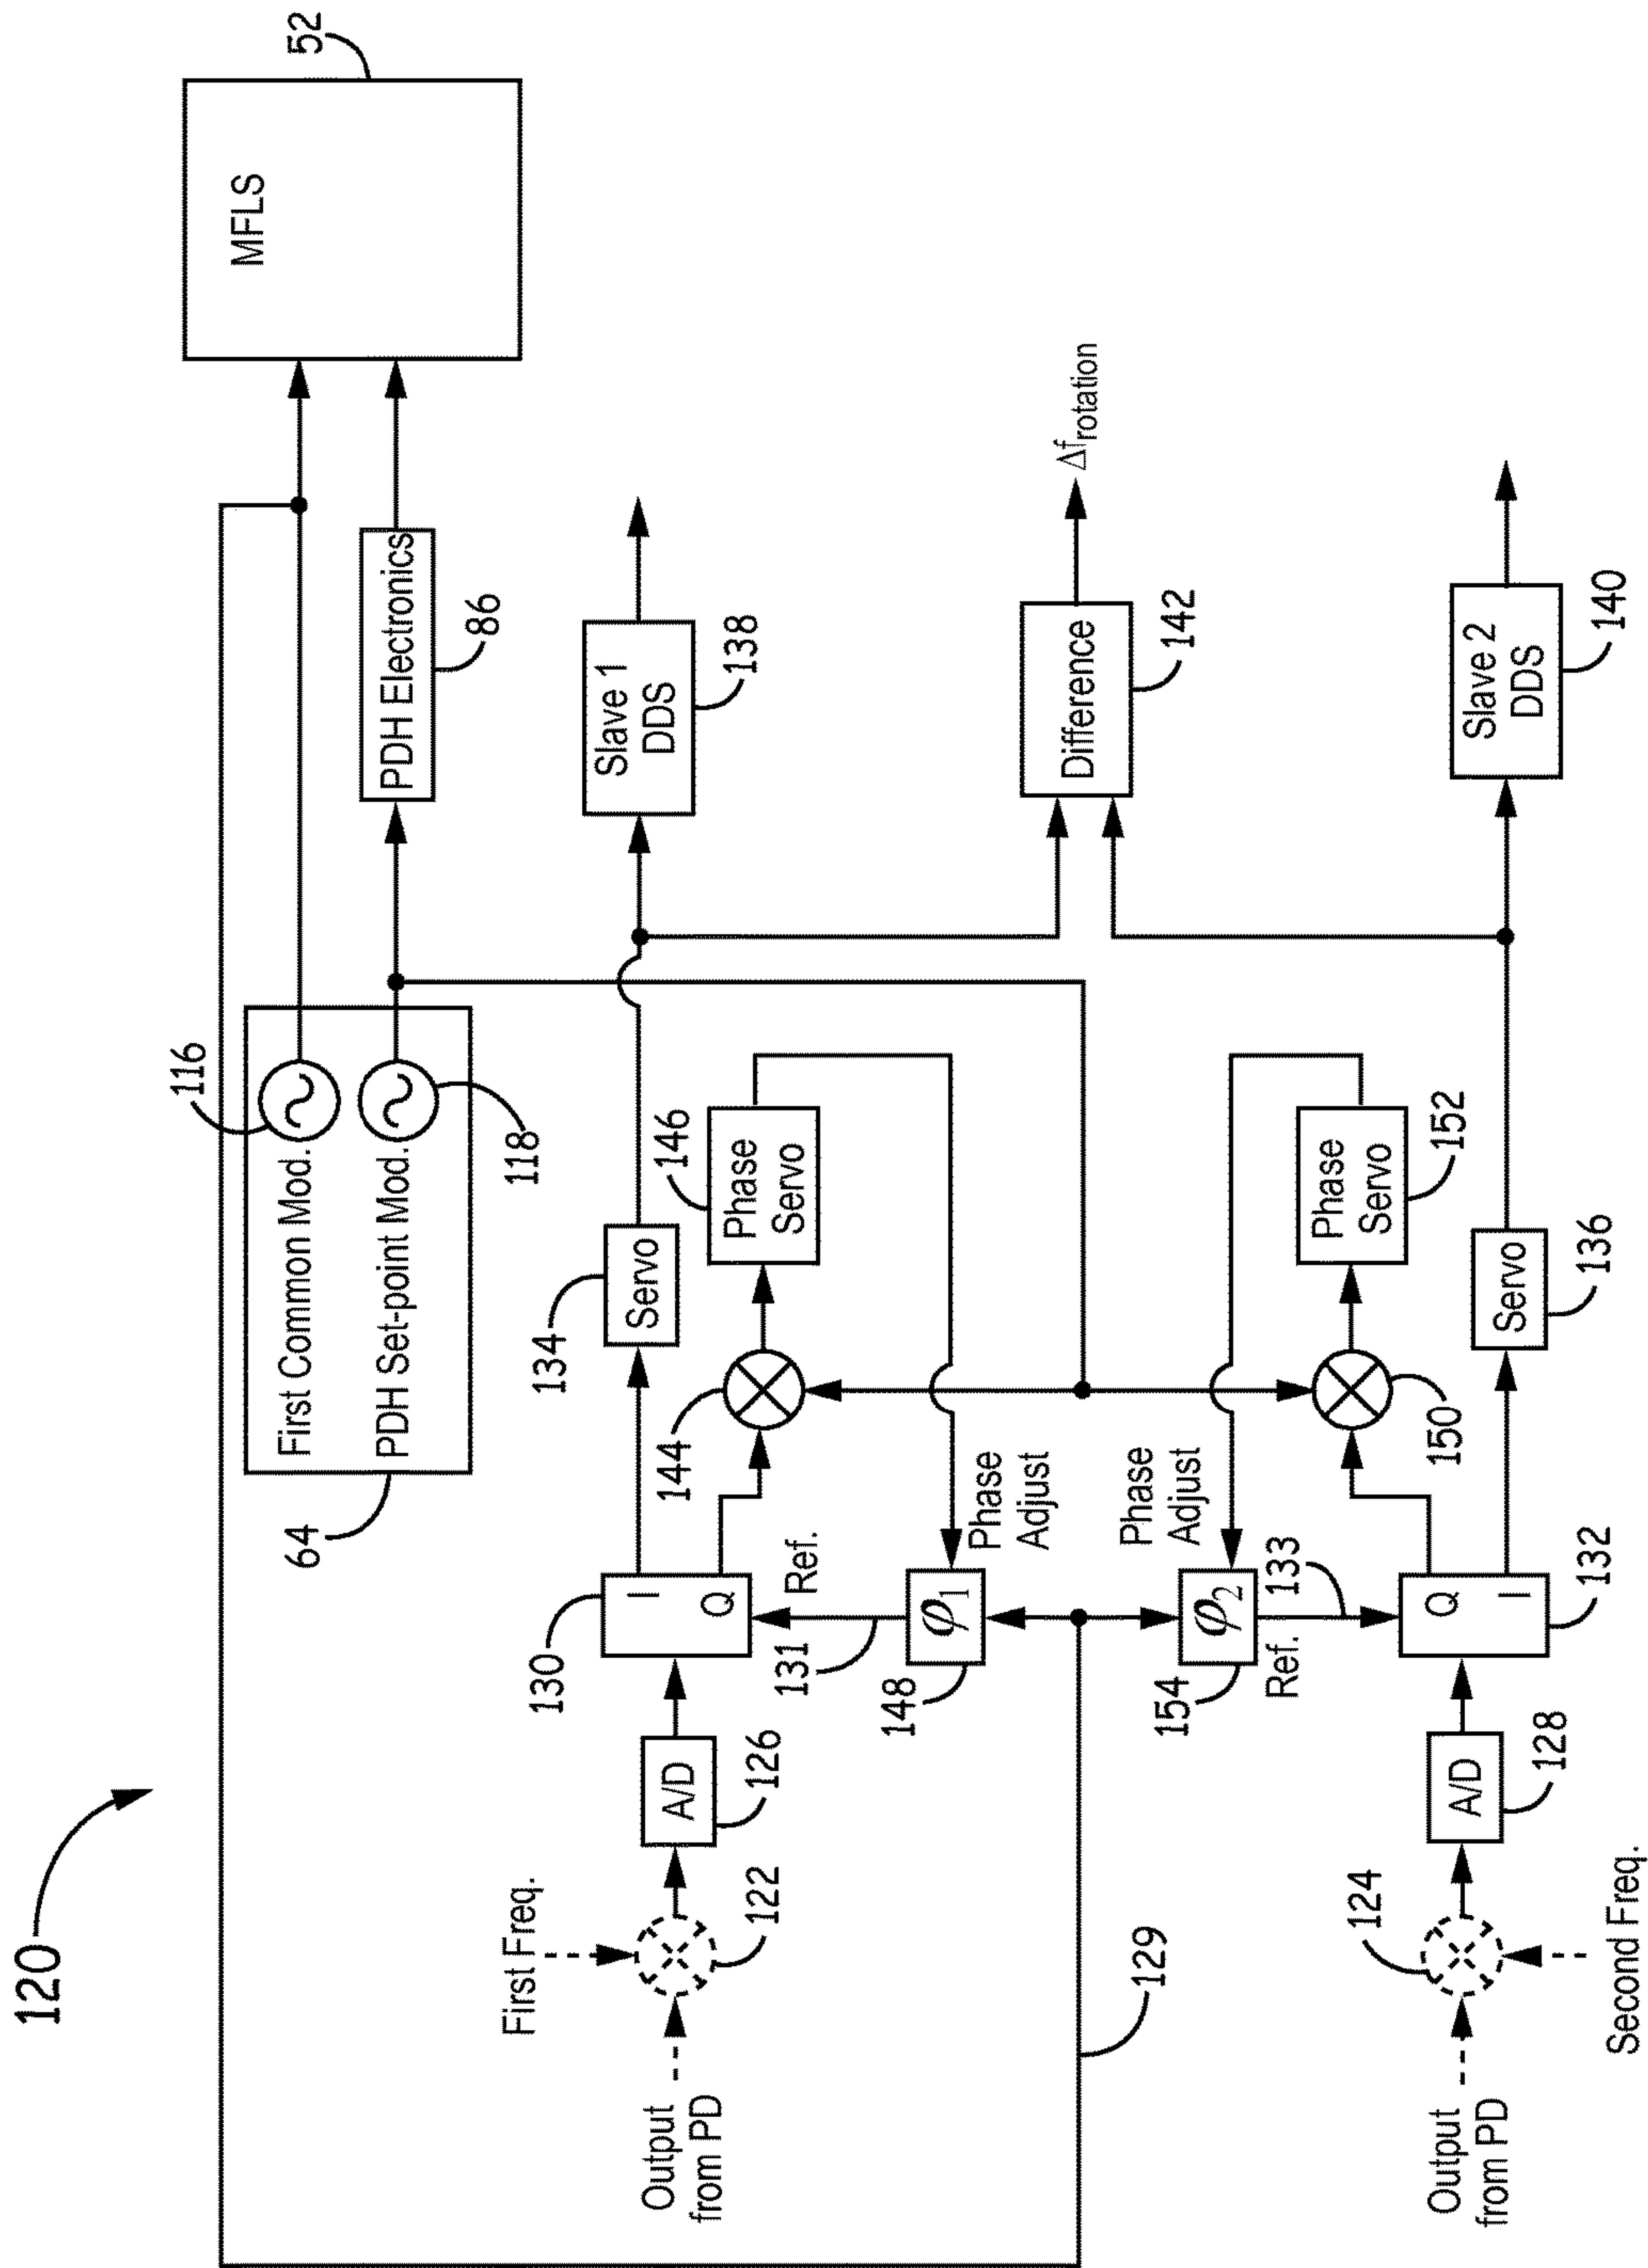 120
52
MFLS
116
First Common Mod.
PDH Set-point Mod.
118
64
PDH Electronics
86
Slave 1
DDS
138
134
Servo
146
Phase
Servo
144
130
I
Q
Ref.
131
φ1
148
Phase
Adjust
First Freq.
Output
from PD
122
A/D
126
Δfrotation
Difference
142
129
Phase
Adjust
φ2
154
Ref.
133
Phase
Servo
152
150
Q
I
132
Servo
136
Slave 2
DDS
140
124
A/D
128
Output
from PD
Second Freq.